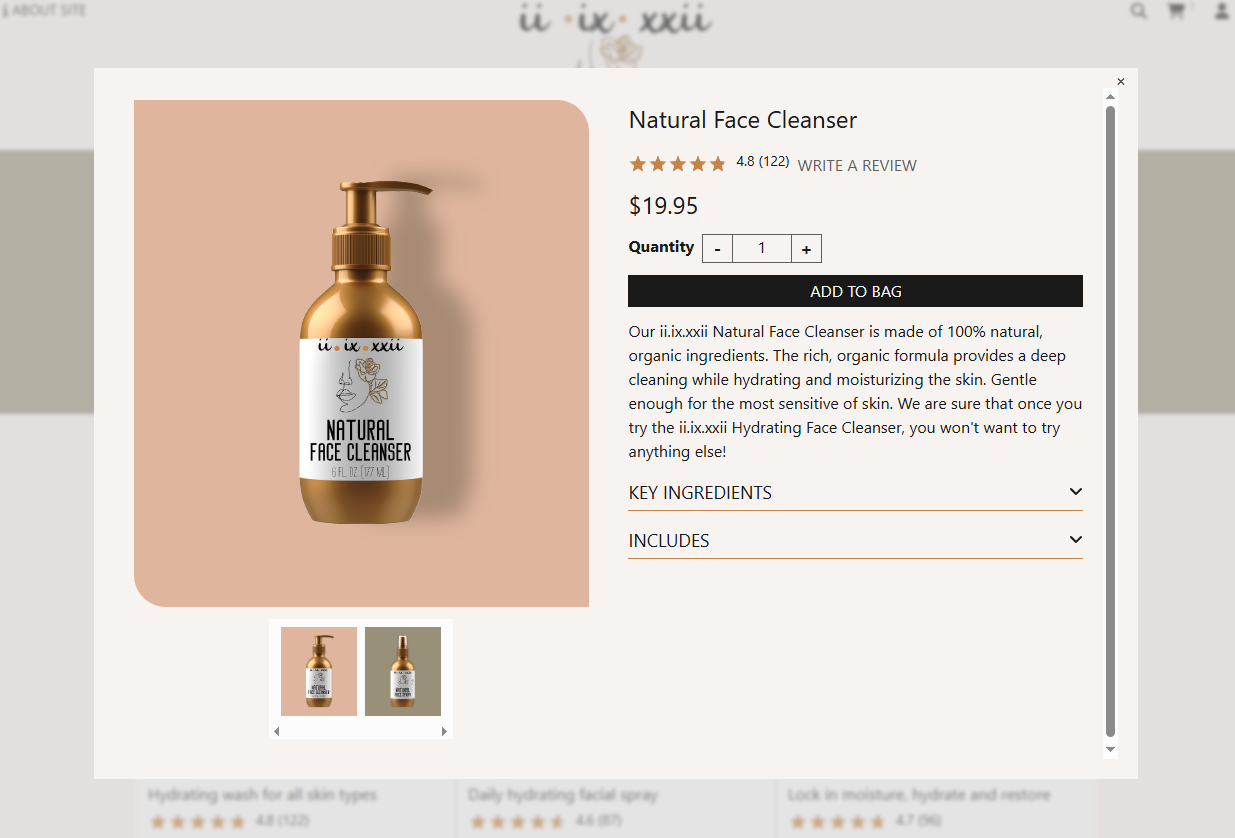 ABOUT SITE
ii • ix • xxii
×
Natural Face Cleanser
4.8 (122) WRITE A REVIEW
$19.95
Quantity - 1 +
ADD TO BAG
Our ii.ix.xxii Natural Face Cleanser is made of 100% natural,
organic ingredients. The rich, organic formula provides a deep
cleaning while hydrating and moisturizing the skin. Gentle
enough for the most sensitive of skin. We are sure that once you
try the ii.ix.xxii Hydrating Face Cleanser, you won't want to try
anything else!
KEY INGREDIENTS
INCLUDES
ii • ix • xxii
NATURAL
FACE CLEANSER
6 FL. OZ. (177 ML)
NATURAL
FACE CLEANSER
NATURAL
Hydrating wash for all skin types
4.8 (122)
Daily hydrating facial spray
4.6 (87)
Lock in moisture, hydrate and restore
4.7 (96)